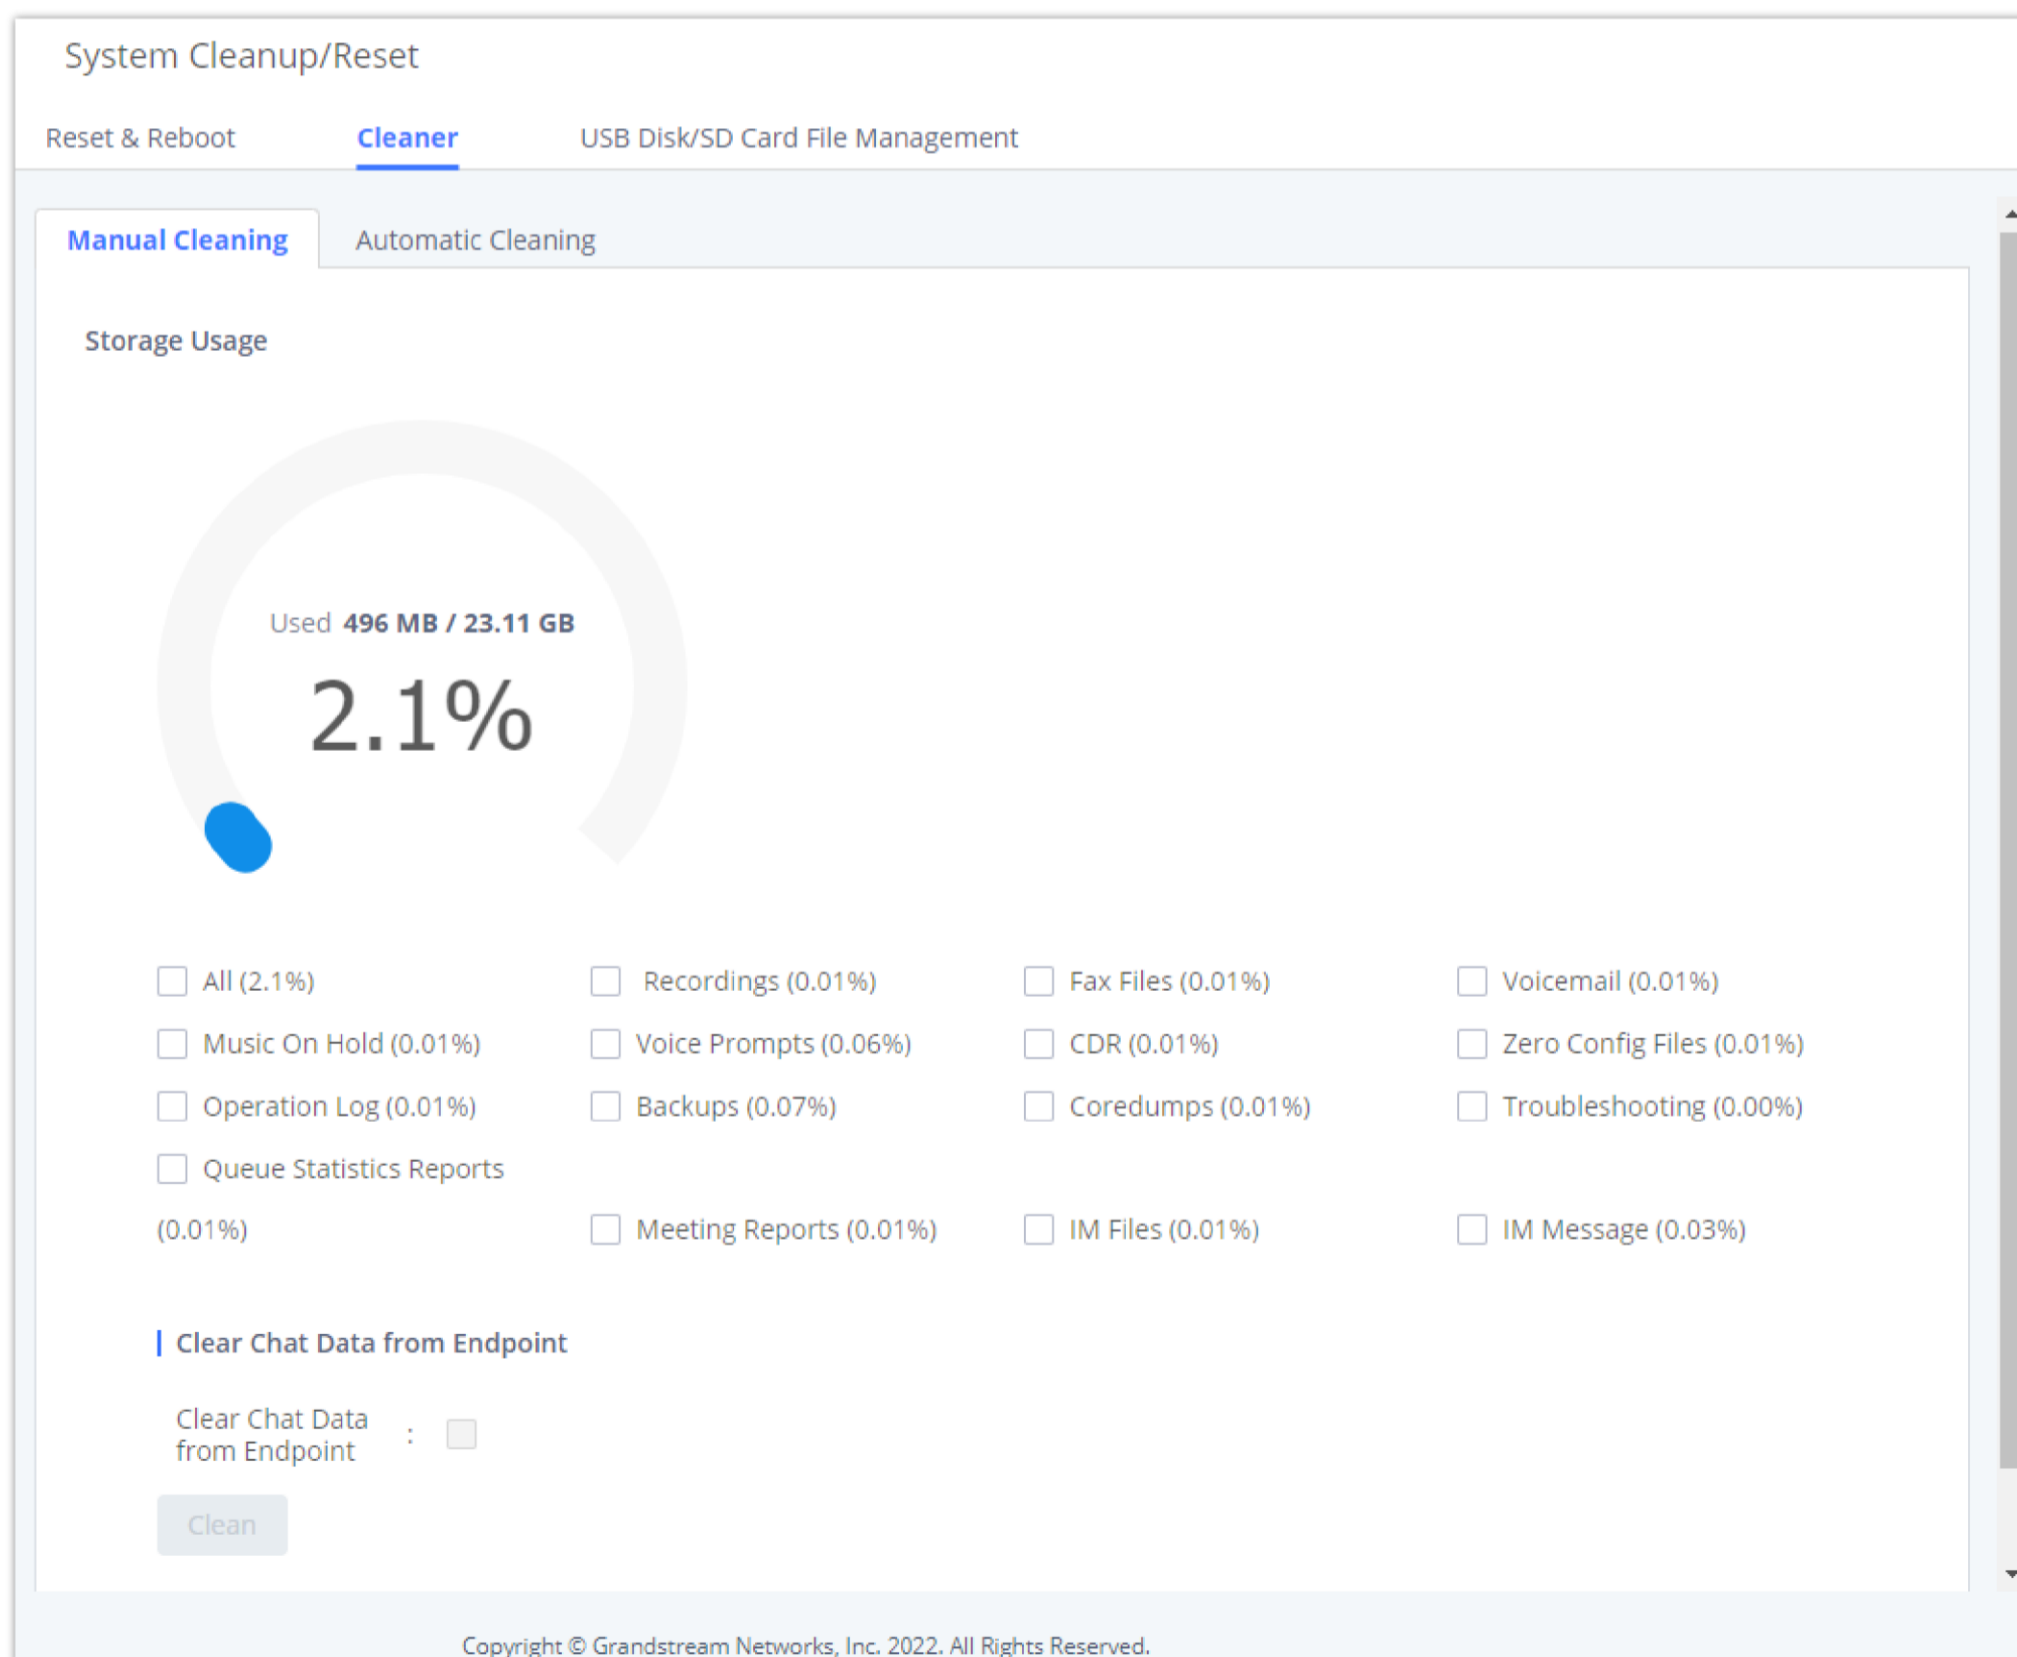 System Cleanup/Reset
Reset & Reboot Cleaner USB Disk/SD Card File Management
Manual Cleaning Automatic Cleaning
Storage Usage
Used 496 MB / 23.11 GB
2.1%
All (2.1%) Recordings (0.01%) Fax Files (0.01%) Voicemail (0.01%)
Music On Hold (0.01%) Voice Prompts (0.06%) CDR (0.01%) Zero Config Files (0.01%)
Operation Log (0.01%) Backups (0.07%) Coredumps (0.01%) Troubleshooting (0.00%)
Queue Statistics Reports
(0.01%) Meeting Reports (0.01%) IM Files (0.01%) IM Message (0.03%)
Clear Chat Data from Endpoint
Clear Chat Data
from Endpoint :
Clean
Copyright © Grandstream Networks, Inc. 2022. All Rights Reserved.